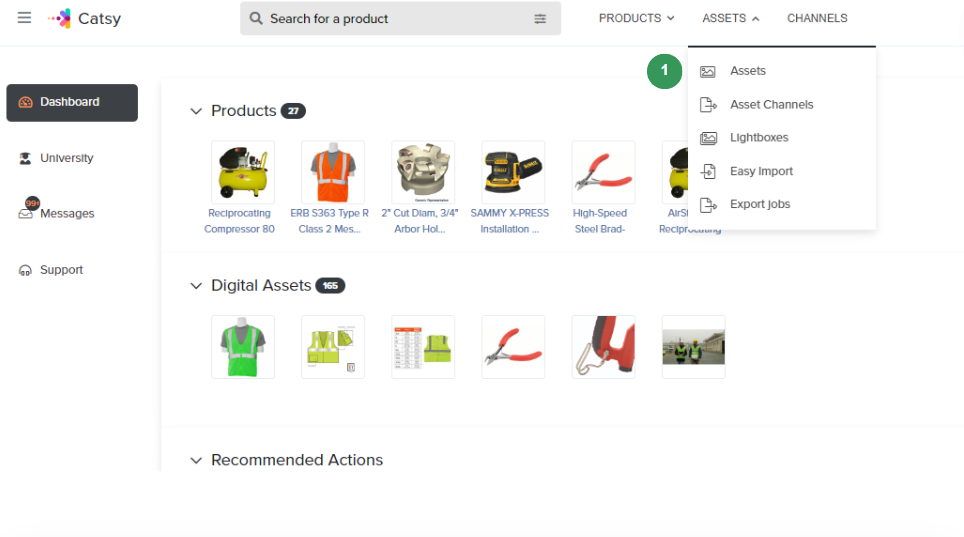 Catsy
Search for a product
PRODUCTS
ASSETS
CHANNELS
1
Assets
Asset Channels
Lightboxes
Easy Import
Export jobs
Dashboard
University
99+
Messages
Support
Products 27
Reciprocating
Compressor 80
ERB S363 Type R
Class 2 Mes...
2" Cut Diam, 3/4"
Arbor Hol...
SAMMY X-PRESS
Installation ...
High-Speed
Steel Brad-
AirSt
Reciprocating
Digital Assets 165
Recommended Actions